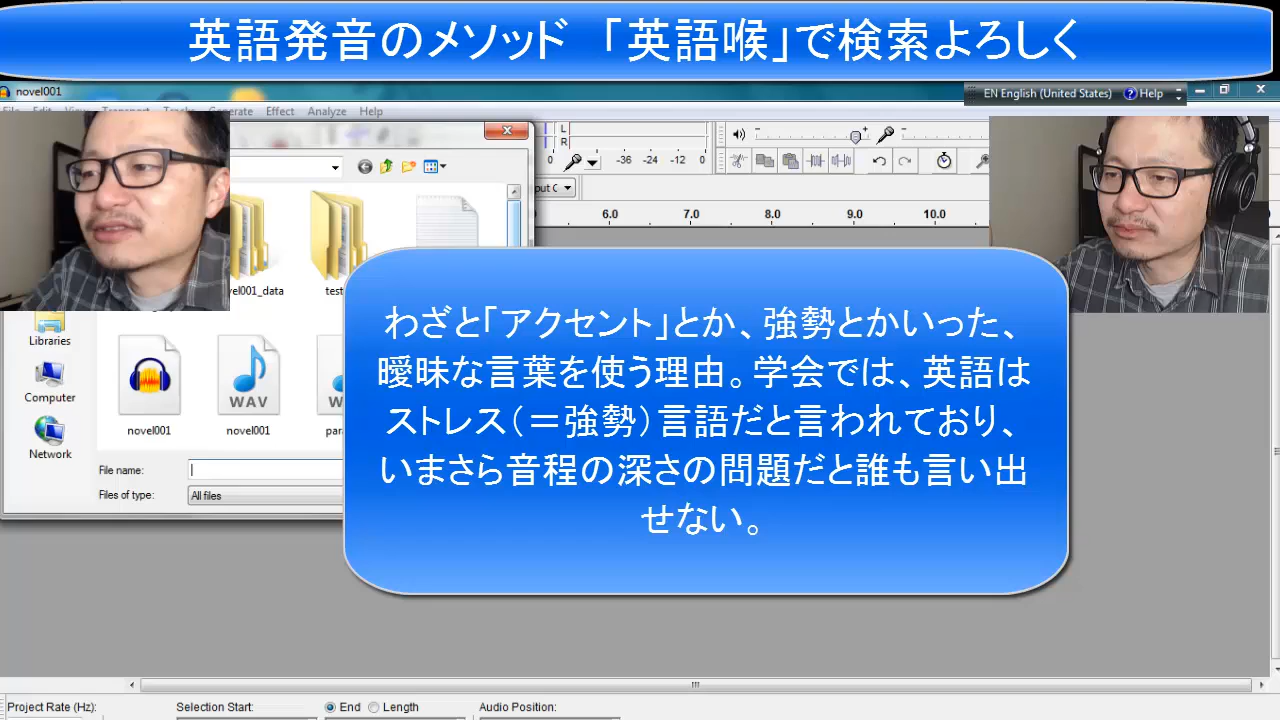 英語発音のメソッド 「英語喉」で検索よろしく
novel001
EN English (United States) Help
Generate Effect Analyze Help
L
R
0 -36 -24 -12 0
6.0 7.0 8.0 9.0 10.0
test
Libraries
Computer
Network
WAV
novel001 novel001
わざと「アクセント」とか、強勢とかいった、
曖昧な言葉を使う理由。学会では、英語は
ストレス(＝強勢)言語だと言われており、
いまさら音程の深さの問題だと誰も言い出
せない。
File name:
Files of type: All files
Project Rate (Hz): Selection Start: End Length Audio Position: